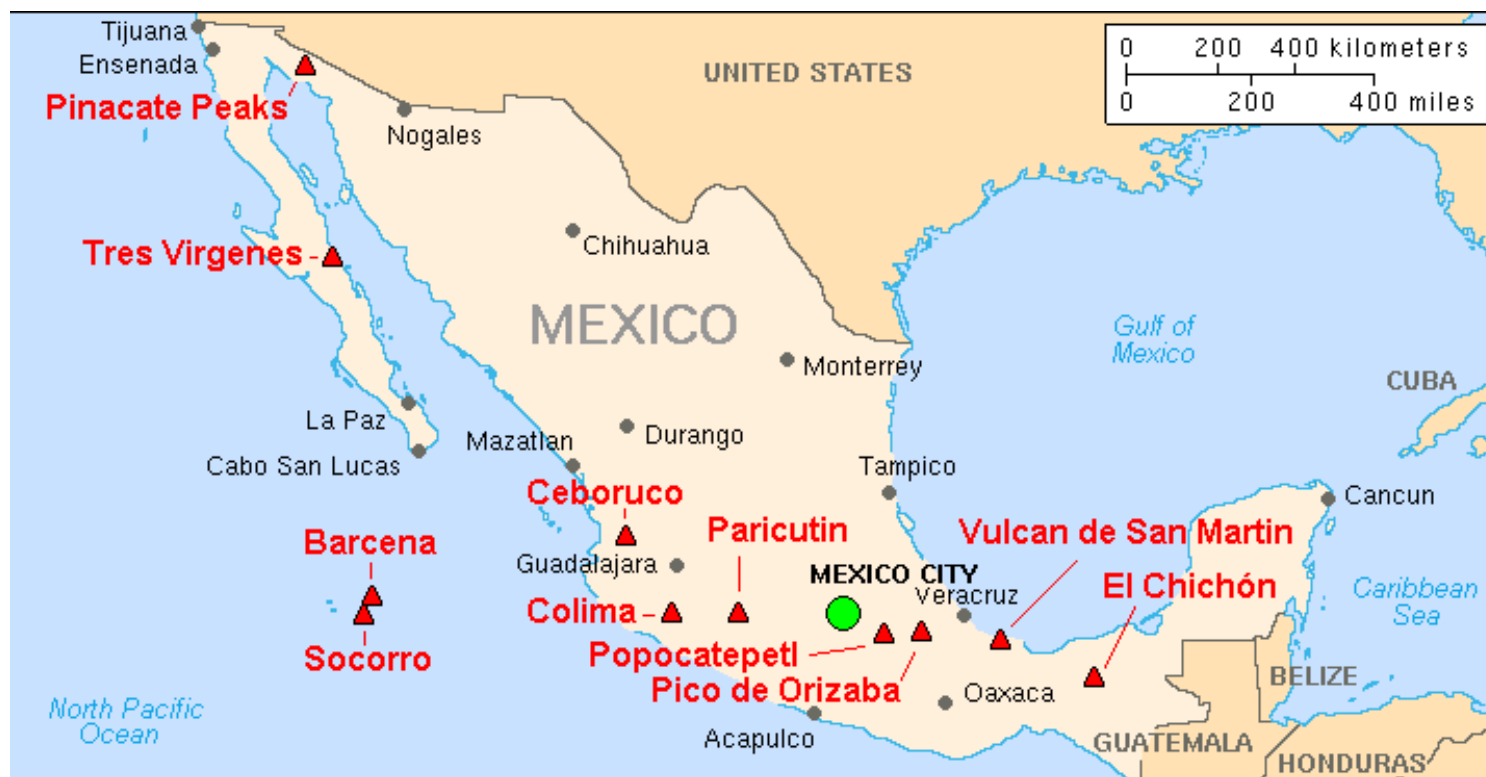 Tijuana
Ensenada
Pinacate Peaks
Nogales
UNITED STATES
0 200 400 kilometers
0 200 400 miles
Tres Virgenes
Chihuahua
MEXICO
Gulf of
Mexico
Monterrey
CUBA
La Paz
Cabo San Lucas
Mazatlan
Durango
Tampico
Cancun
Ceboruco
Barcena
Paricutin
Vulcan de San Martin
Guadalajara
MEXICO CITY
Veracruz
El Chichón
Caribbean
Sea
Colima
Socorro
Popocatepetl
Pico de Orizaba
Oaxaca
BELIZE
North Pacific
Ocean
Acapulco
GUATEMALA
HONDURAS